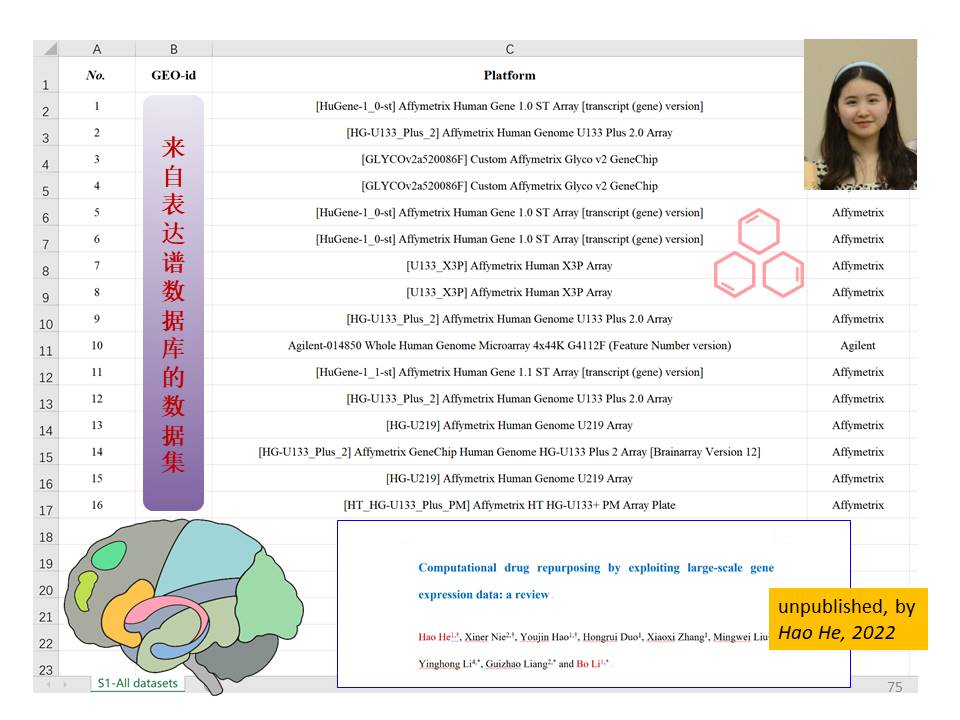 A B C
1 No. GEO-id Platform
2 1 [HuGene-1_0-st] Affymetrix Human Gene 1.0 ST Array [transcript (gene) version]
3 2 [HG-U133_Plus_2] Affymetrix Human Genome U133 Plus 2.0 Array
4 3 [GLYCOv2a520086F] Custom Affymetrix Glyco v2 GeneChip
5 4 [GLYCOv2a520086F] Custom Affymetrix Glyco v2 GeneChip
6 5 [HuGene-1_0-st] Affymetrix Human Gene 1.0 ST Array [transcript (gene) version] Affymetrix
7 6 [HuGene-1_0-st] Affymetrix Human Gene 1.0 ST Array [transcript (gene) version] Affymetrix
8 7 [U133_X3P] Affymetrix Human X3P Array Affymetrix
9 8 [U133_X3P] Affymetrix Human X3P Array Affymetrix
10 9 [HG-U133_Plus_2] Affymetrix Human Genome U133 Plus 2.0 Array Affymetrix
11 10 Agilent-014850 Whole Human Genome Microarray 4x44K G4112F (Feature Number version) Agilent
12 11 [HuGene-1_1-st] Affymetrix Human Gene 1.1 ST Array [transcript (gene) version] Affymetrix
13 12 [HG-U133_Plus_2] Affymetrix Human Genome U133 Plus 2.0 Array Affymetrix
14 13 [HG-U219] Affymetrix Human Genome U219 Array Affymetrix
15 14 [HG-U133_Plus_2] Affymetrix GeneChip Human Genome HG-U133 Plus 2 Array [Brainarray Version 12] Affymetrix
16 15 [HG-U219] Affymetrix Human Genome U219 Array Affymetrix
17 16 [HT_HG-U133_Plus_PM] Affymetrix HT HG-U133+ PM Array Plate Affymetrix
来自表达谱数据库的数据集
18
19
20
21
22
23
Computational drug repurposing by exploiting large-scale gene
expression data: a review
Hao He1,†, Xiner Nie2,†, Youjin Hao1,†, Hongrui Duo1, Xiaoxi Zhang3, Mingwei Liu
Yinghong Li4,*, Guizhao Liang2,* and Bo Li1,*
unpublished, by
Hao He, 2022
S1-All datasets
75